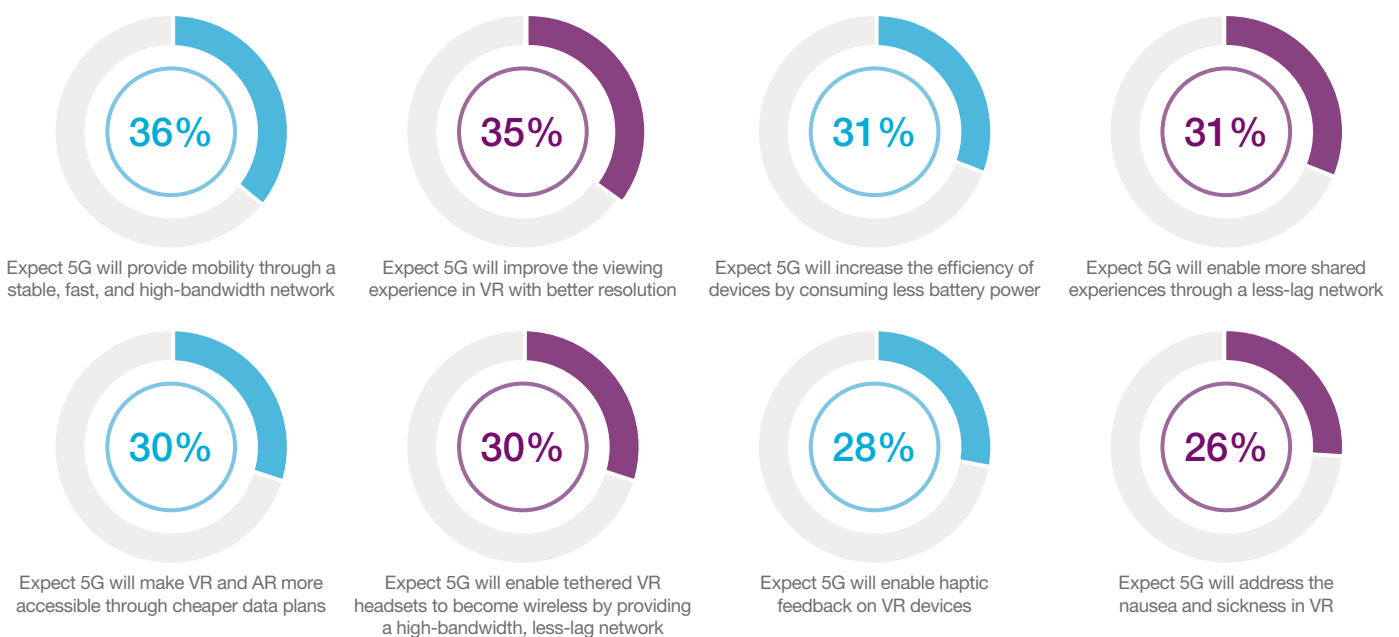 36%
35%
31%
31%
Expect 5G will provide mobility through a
stable, fast, and high-bandwidth network
Expect 5G will improve the viewing
experience in VR with better resolution
Expect 5G will increase the efficiency of
devices by consuming less battery power
Expect 5G will enable more shared
experiences through a less-lag network
30%
30%
28%
26%
Expect 5G will make VR and AR more
accessible through cheaper data plans
Expect 5G will enable tethered VR
headsets to become wireless by providing
a high-bandwidth, less-lag network
Expect 5G will enable haptic
feedback on VR devices
Expect 5G will address the
nausea and sickness in VR